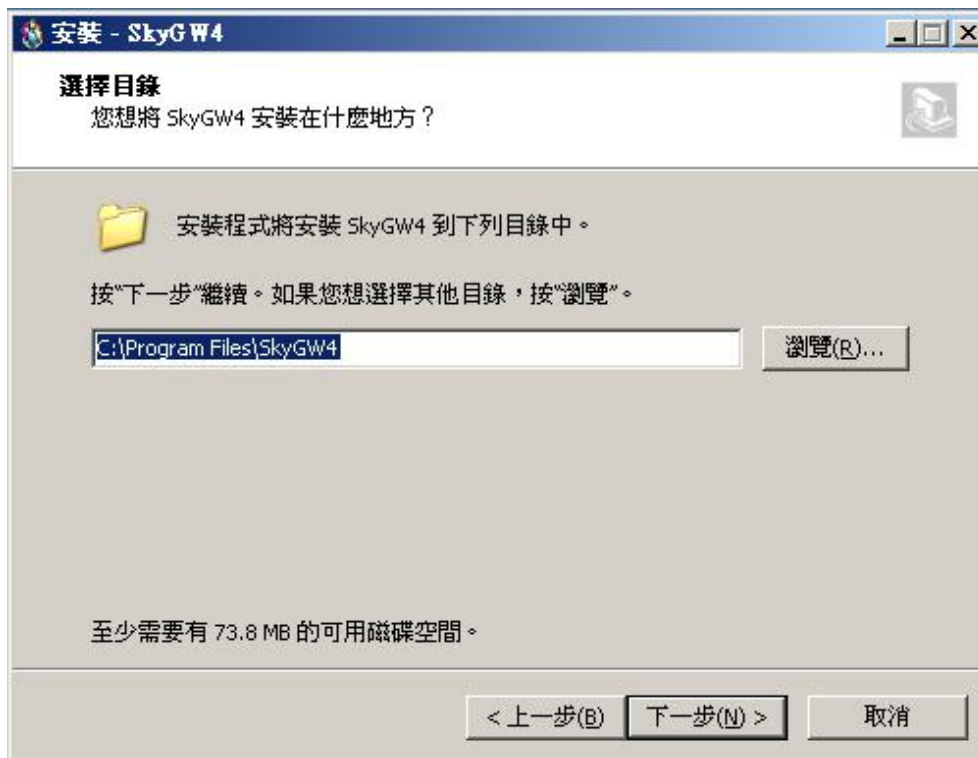 安裝 - SkyGW4
選擇目錄
您想將 SkyGW4 安裝在什麼地方？
安裝程式將安裝 SkyGW4 到下列目錄中。
按"下一步"繼續。如果您想選擇其他目錄，按"瀏覽"。
C:\Program Files\SkyGW4
瀏覽(R)...
至少需要有 73.8 MB 的可用磁碟空間。
< 上一步(B)
下一步(N) >
取消